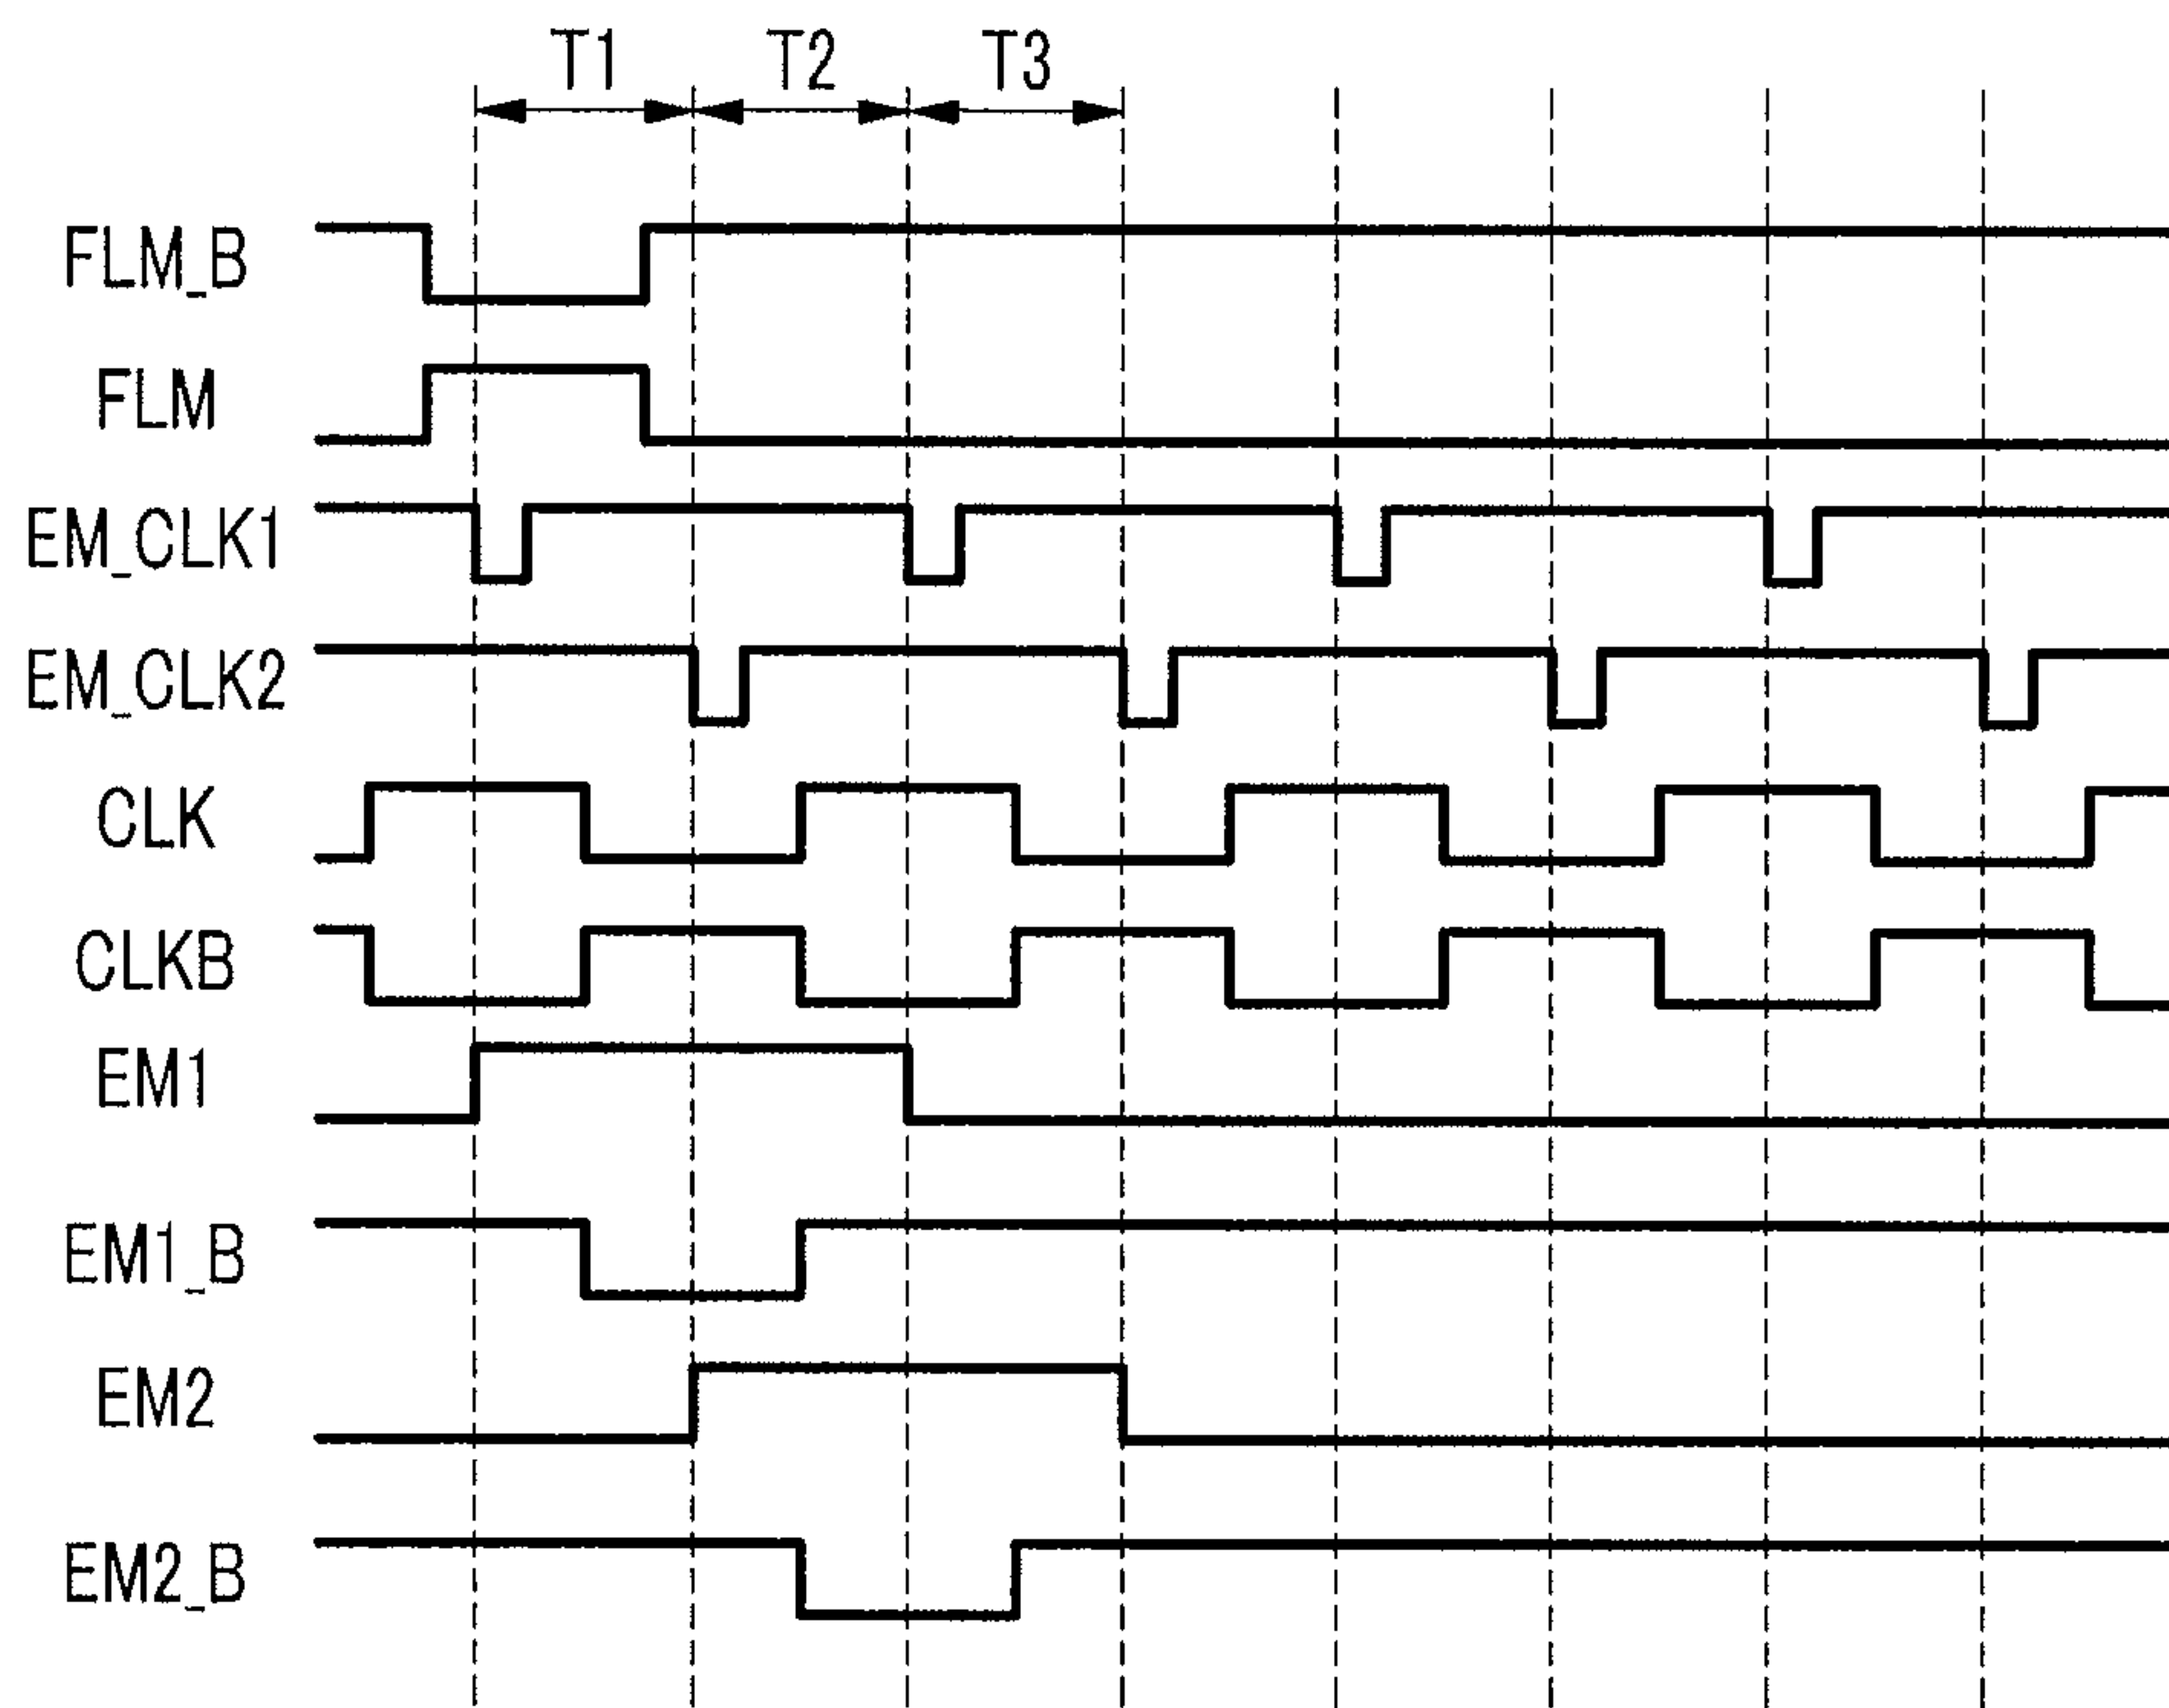 T1 T2 T3
FLM_B
FLM
EM_CLK1
EM_CLK2
CLK
CLKB
EM1
EM1_B
EM2
EM2_B